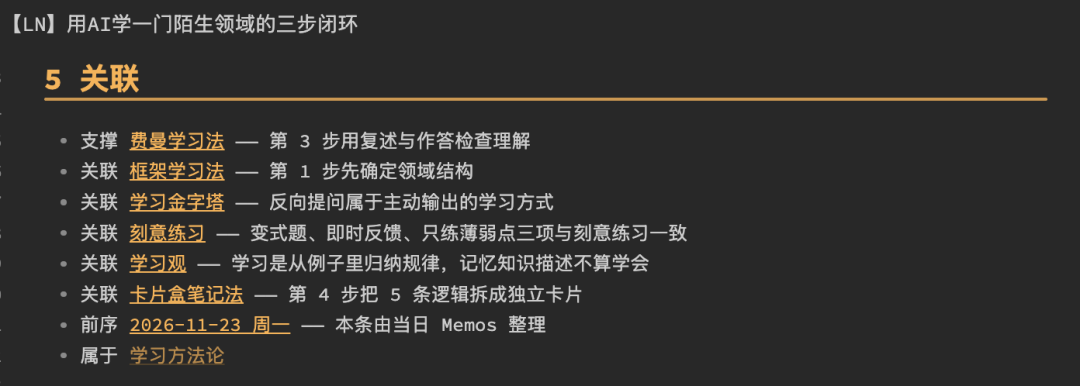 【LN】用AI学一门陌生领域的三步闭环
5 关联
• 支撑 费曼学习法 —— 第 3 步用复述与作答检查理解
• 关联 框架学习法 —— 第 1 步先确定领域结构
• 关联 学习金字塔 —— 反向提问属于主动输出的学习方式
• 关联 刻意练习 —— 变式题、即时反馈、只练薄弱点三项与刻意练习一致
• 关联 学习观 —— 学习是从例子里归纳规律，记忆知识描述不算学会
• 关联 卡片盒笔记法 —— 第 4 步把 5 条逻辑拆成独立卡片
• 前序 2026-11-23 周一 —— 本条由当日 Memos 整理
• 属于 学习方法论